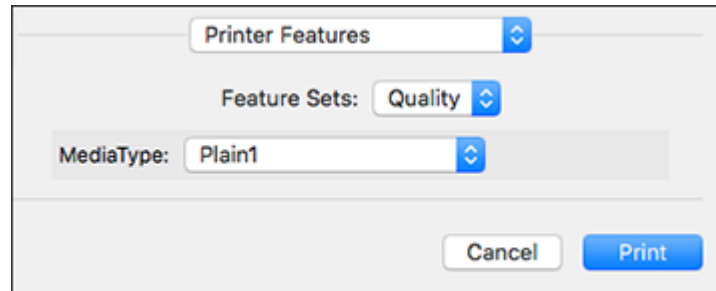 Printer Features
Feature Sets: Quality
MediaType: Plain1
Cancel Print